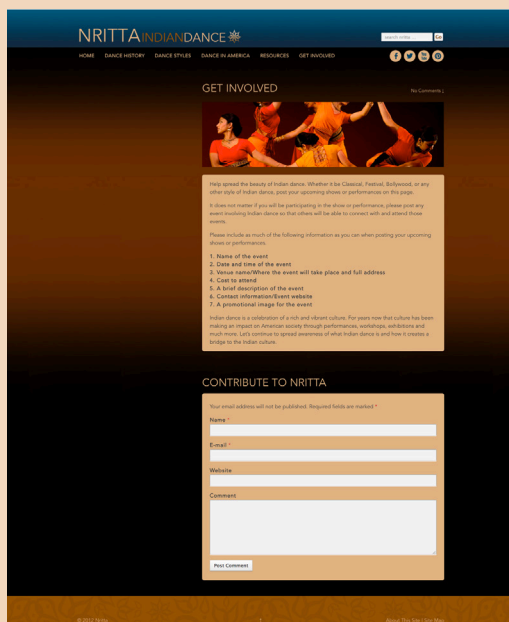 NRITTA INDIANDANCE
search nritta ... Go
HOME DANCE HISTORY DANCE STYLES DANCE IN AMERICA RESOURCES GET INVOLVED
GET INVOLVED
No Comments ;
Help spread the beauty of Indian dance. Whether it be Classical, Festival, Bollywood, or any
other style of Indian dance, post your upcoming shows or performances on this page.
It does not matter if you will be participating in the show or performance, please post any
event involving Indian dance so that others will be able to connect with and attend those
events.
Please include as much of the following information as you can when posting your upcoming
shows or performances:
1. Name of the event
2. Date and time of the event
3. Venue name/Where the event will take place and full address
4. Cost to attend
5. A brief description of the event
6. Contact information/Event website
7. A promotional image for the event
Indian dance is a celebration of a rich and vibrant culture. For years now that culture has been
making an impact on American society through performances, workshops, exhibitions and
much more. Let's continue to spread awareness of what Indian dance is and how it creates a
bridge to the Indian culture.
CONTRIBUTE TO NRITTA
Your email address will not be published. Required fields are marked *
Name *
E-mail *
Website
Comment
Post Comment
© 2012 Nritta
About This Site | Site Map